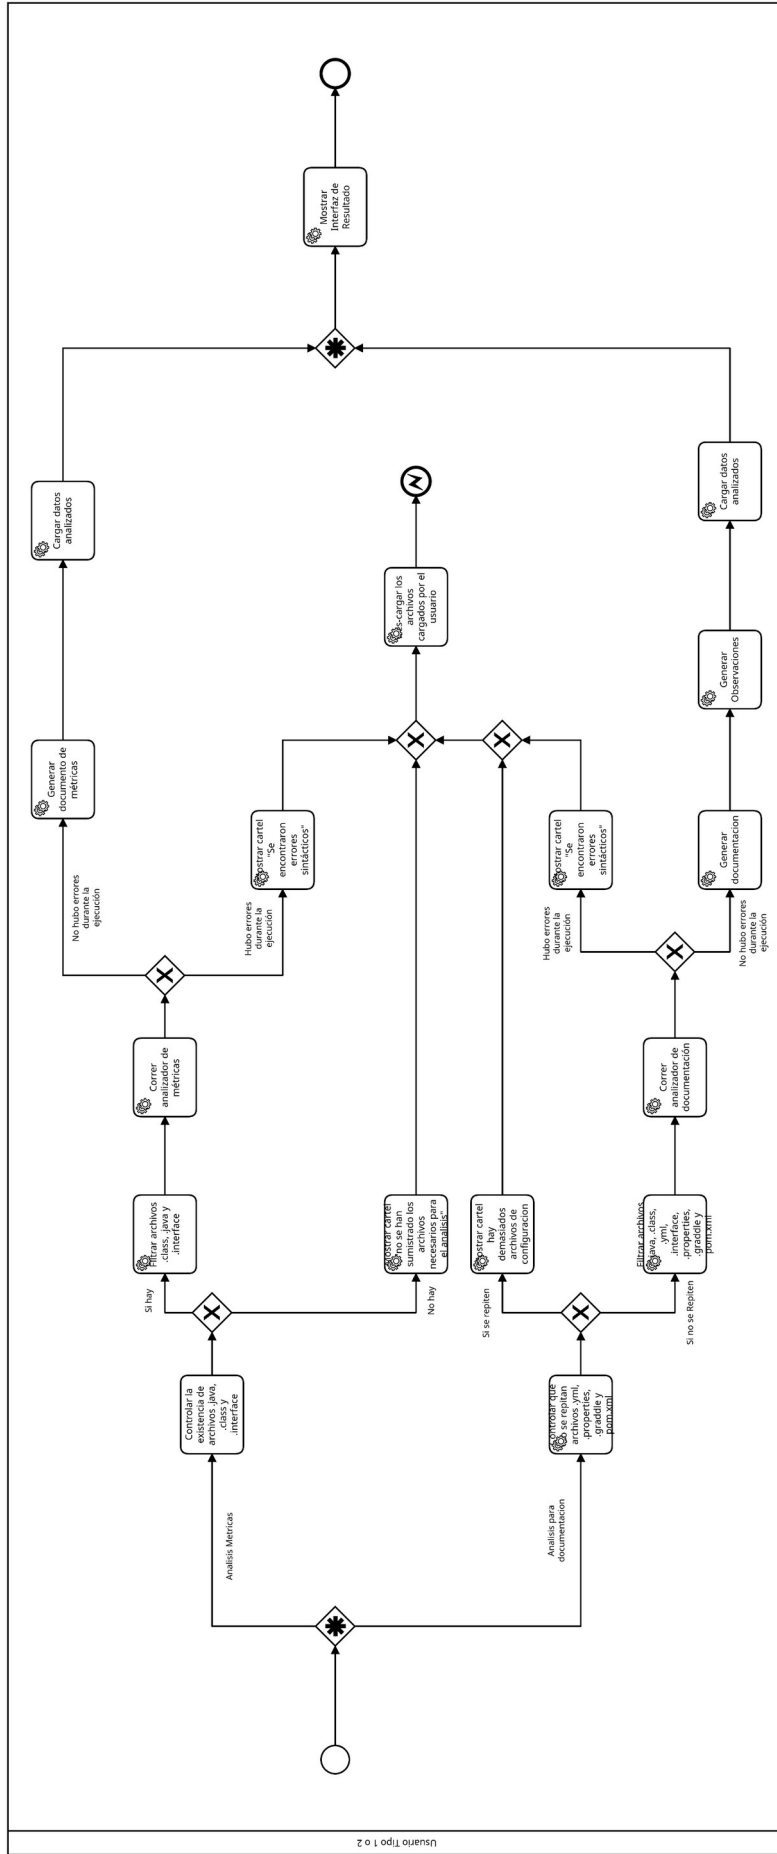 Mostrar
Interfaz de
Resultado
Cargar datos
analizados
Cargar datos
analizados
Des-cargar los
archivos
cargados por el
usuario
Generar
Observaciones
Generar
documento de
métricas
Mostrar cartel
"Se
encontraron
errores
sintácticos"
Mostrar cartel
"Se
encontraron
errores
sintácticos"
Generar
documentacion
No hubo errores
durante la
ejecución
Hubo errores
durante la
ejecución
Hubo errores
durante la
ejecución
No hubo errores
durante la
ejecución
Correr
analizador de
métricas
Correr
analizador de
documentación
Filtrar archivos
.class, .java y
.interface
Mostrar cartel
"no se han
sumistrado los
archivos
necesarios para
el analisis"
Mostrar cartel
hay
demasiados
archivos de
configuracion
Filtrar archivos
.java, .class,
.yml,
.interface,
.properties,
.graddle y
pom.xml
Si hay
No hay
Si se repiten
Si no se Repiten
Controlar la
existencia de
archivos .java,
.class y
.interface
Controlar que
no se repitan
archivos .yml,
.properties,
.graddle y
pom.xml
Analisis Metricas
Analisis para
documentacion
Usuario Tipo 1 o 2